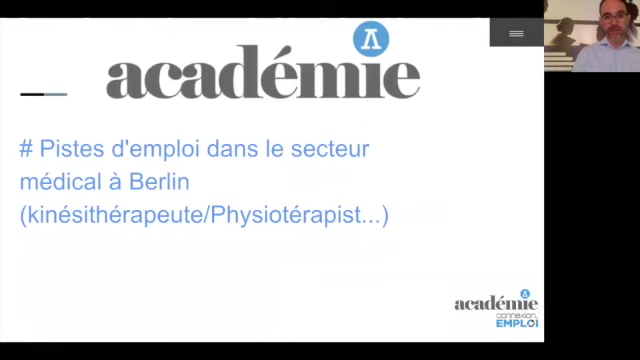 académie
# Pistes d'emploi dans le secteur
médical à Berlin
(kinésithérapeute/Physiotérapist...)
académie
connexion
EMPLOI